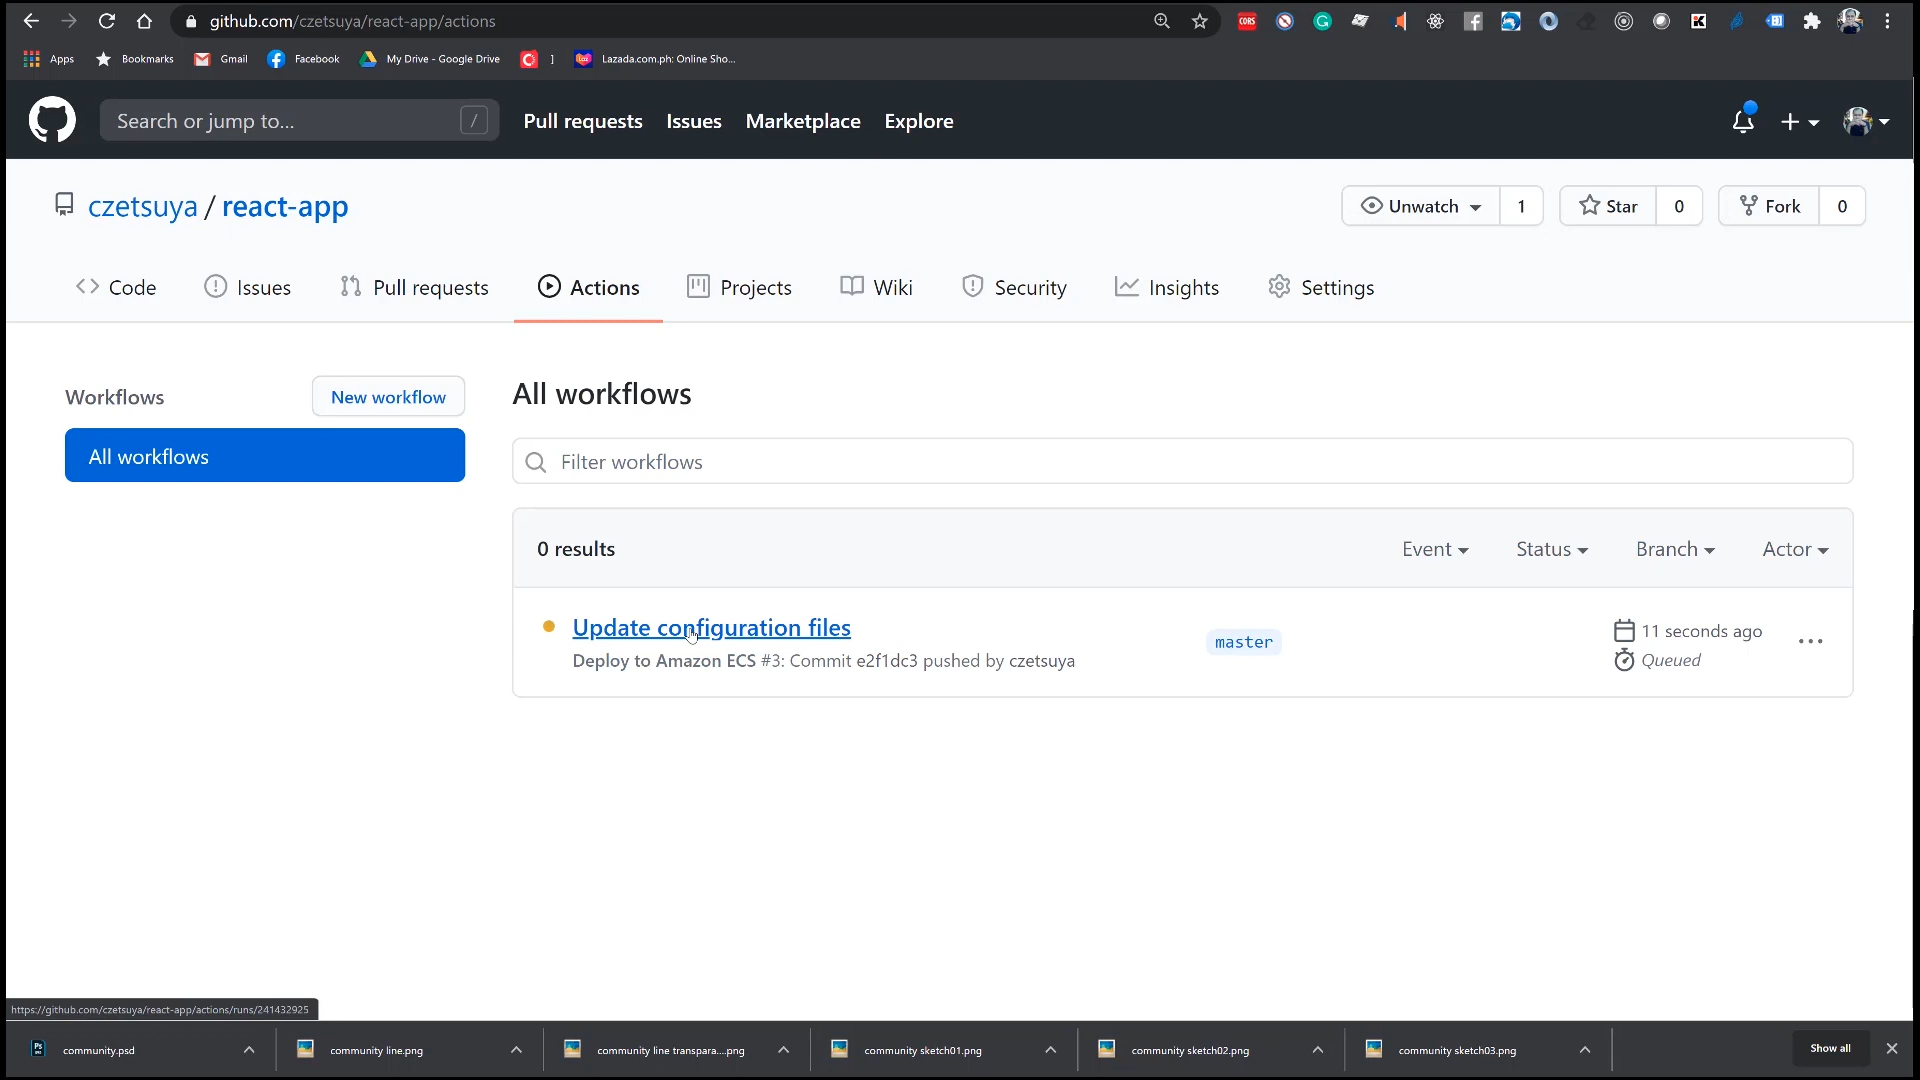 github.com/czetsuya/react-app/actions
Apps Bookmarks Gmail Facebook My Drive - Google Drive ] Lazada.com.ph: Online Sho...
Search or jump to... / Pull requests Issues Marketplace Explore
czetsuya / react-app Unwatch 1 Star 0 Fork 0
Code Issues Pull requests Actions Projects Wiki Security Insights Settings
Workflows New workflow
All workflows
All workflows
Filter workflows
0 results Event Status Branch Actor
Update configuration files
Deploy to Amazon ECS #3: Commit e2f1dc3 pushed by czetsuya
master
11 seconds ago
Queued
https://github.com/czetsuya/react-app/actions/runs/241432925
community.psd community line.png community line transpara....png community sketch01.png community sketch02.png community sketch03.png Show all